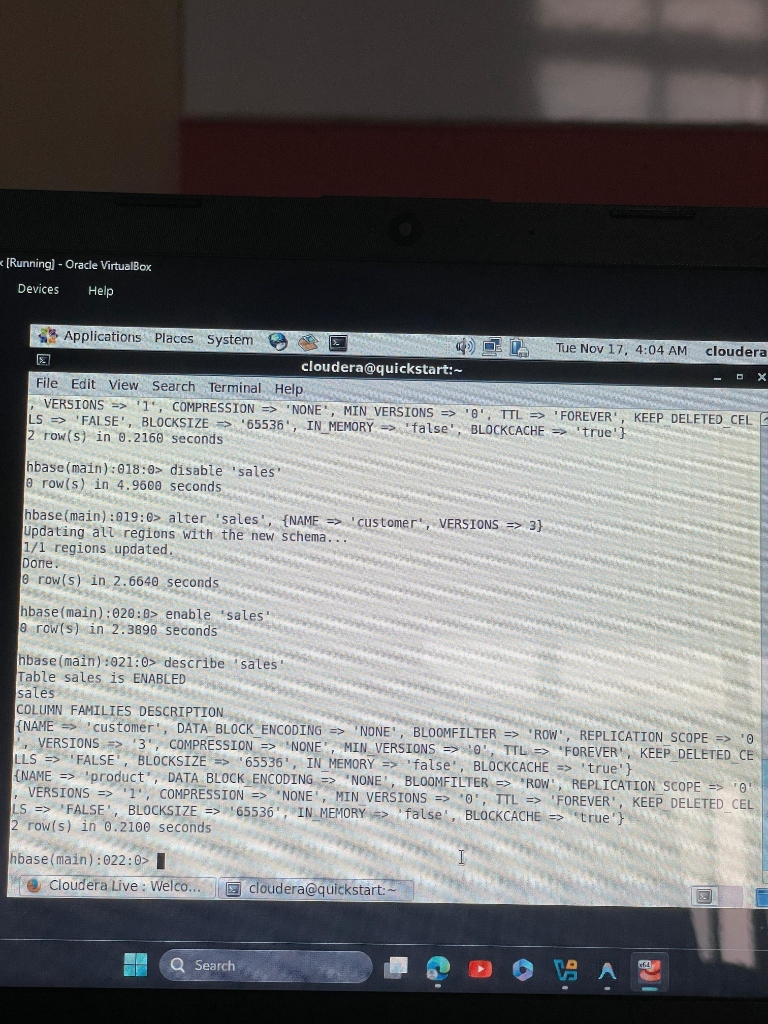 [Running] - Oracle VirtualBox
Devices Help
Applications Places System Tue Nov 17, 4:04 AM cloudera
cloudera@quickstart:~
File Edit View Search Terminal Help
, VERSIONS => '1', COMPRESSION => 'NONE', MIN_VERSIONS => '0', TTL => 'FOREVER', KEEP_DELETED_CEL
LS => 'FALSE', BLOCKSIZE => '65536', IN_MEMORY => 'false', BLOCKCACHE => 'true'}
2 row(s) in 0.2160 seconds
hbase(main):018:0> disable 'sales'
0 row(s) in 4.9600 seconds
hbase(main):019:0> alter 'sales', {NAME => 'customer', VERSIONS => 3}
Updating all regions with the new schema...
1/1 regions updated.
Done.
0 row(s) in 2.6640 seconds
hbase(main):020:0> enable 'sales'
0 row(s) in 2.3890 seconds
hbase(main):021:0> describe 'sales'
Table sales is ENABLED
sales
COLUMN FAMILIES DESCRIPTION
{NAME => 'customer', DATA_BLOCK_ENCODING => 'NONE', BLOOMFILTER => 'ROW', REPLICATION_SCOPE => '0
', VERSIONS => '3', COMPRESSION => 'NONE', MIN_VERSIONS => '0', TTL => 'FOREVER', KEEP_DELETED_CE
LLS => 'FALSE', BLOCKSIZE => '65536', IN_MEMORY => 'false', BLOCKCACHE => 'true'}
{NAME => 'product', DATA_BLOCK_ENCODING => 'NONE', BLOOMFILTER => 'ROW', REPLICATION_SCOPE => '0'
, VERSIONS => '1', COMPRESSION => 'NONE', MIN_VERSIONS => '0', TTL => 'FOREVER', KEEP_DELETED_CEL
LS => 'FALSE', BLOCKSIZE => '65536', IN_MEMORY => 'false', BLOCKCACHE => 'true'}
2 row(s) in 0.2100 seconds
hbase(main):022:0>
Cloudera Live : Welco... cloudera@quickstart:~
Search